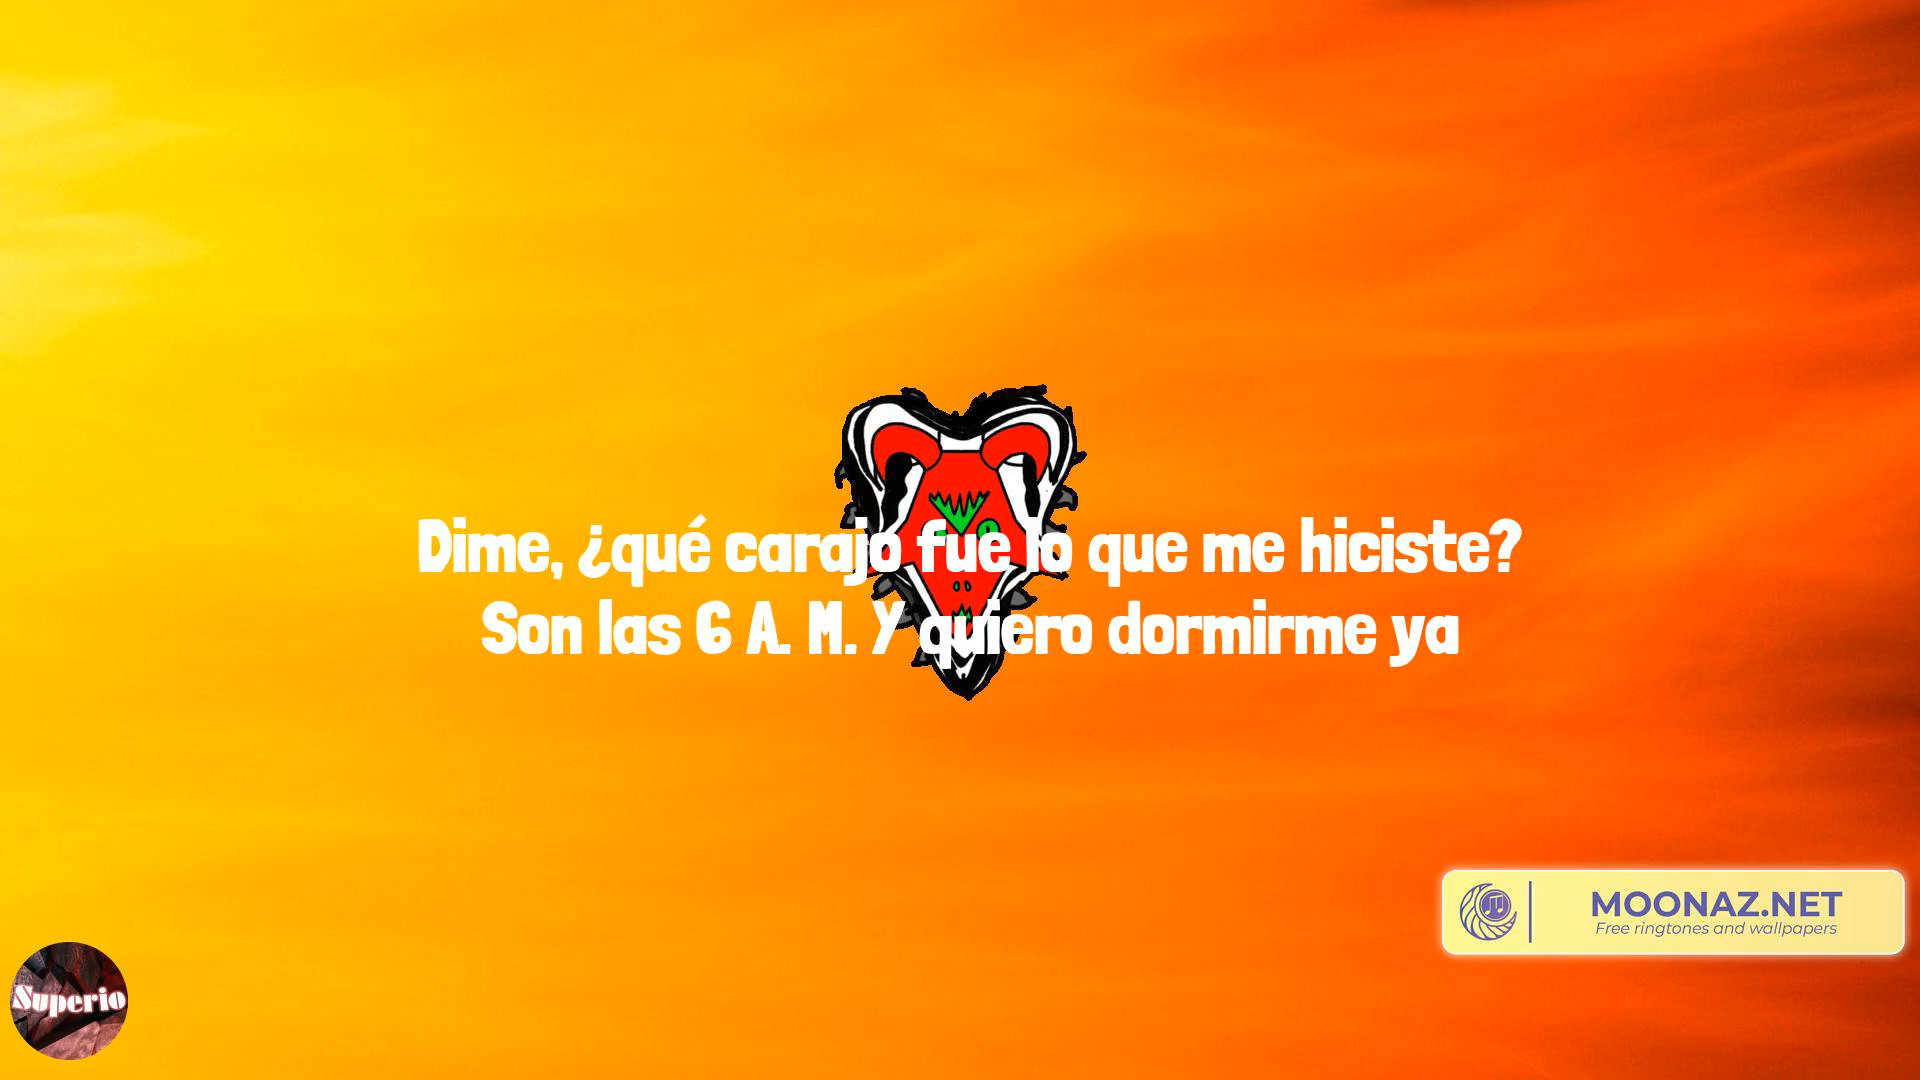 Dime, ¿qué carajo fue lo que me hiciste?
Son las 6 A. M. Y quiero dormirme ya
MOONAZ.NET
Free ringtones and wallpapers
Superio